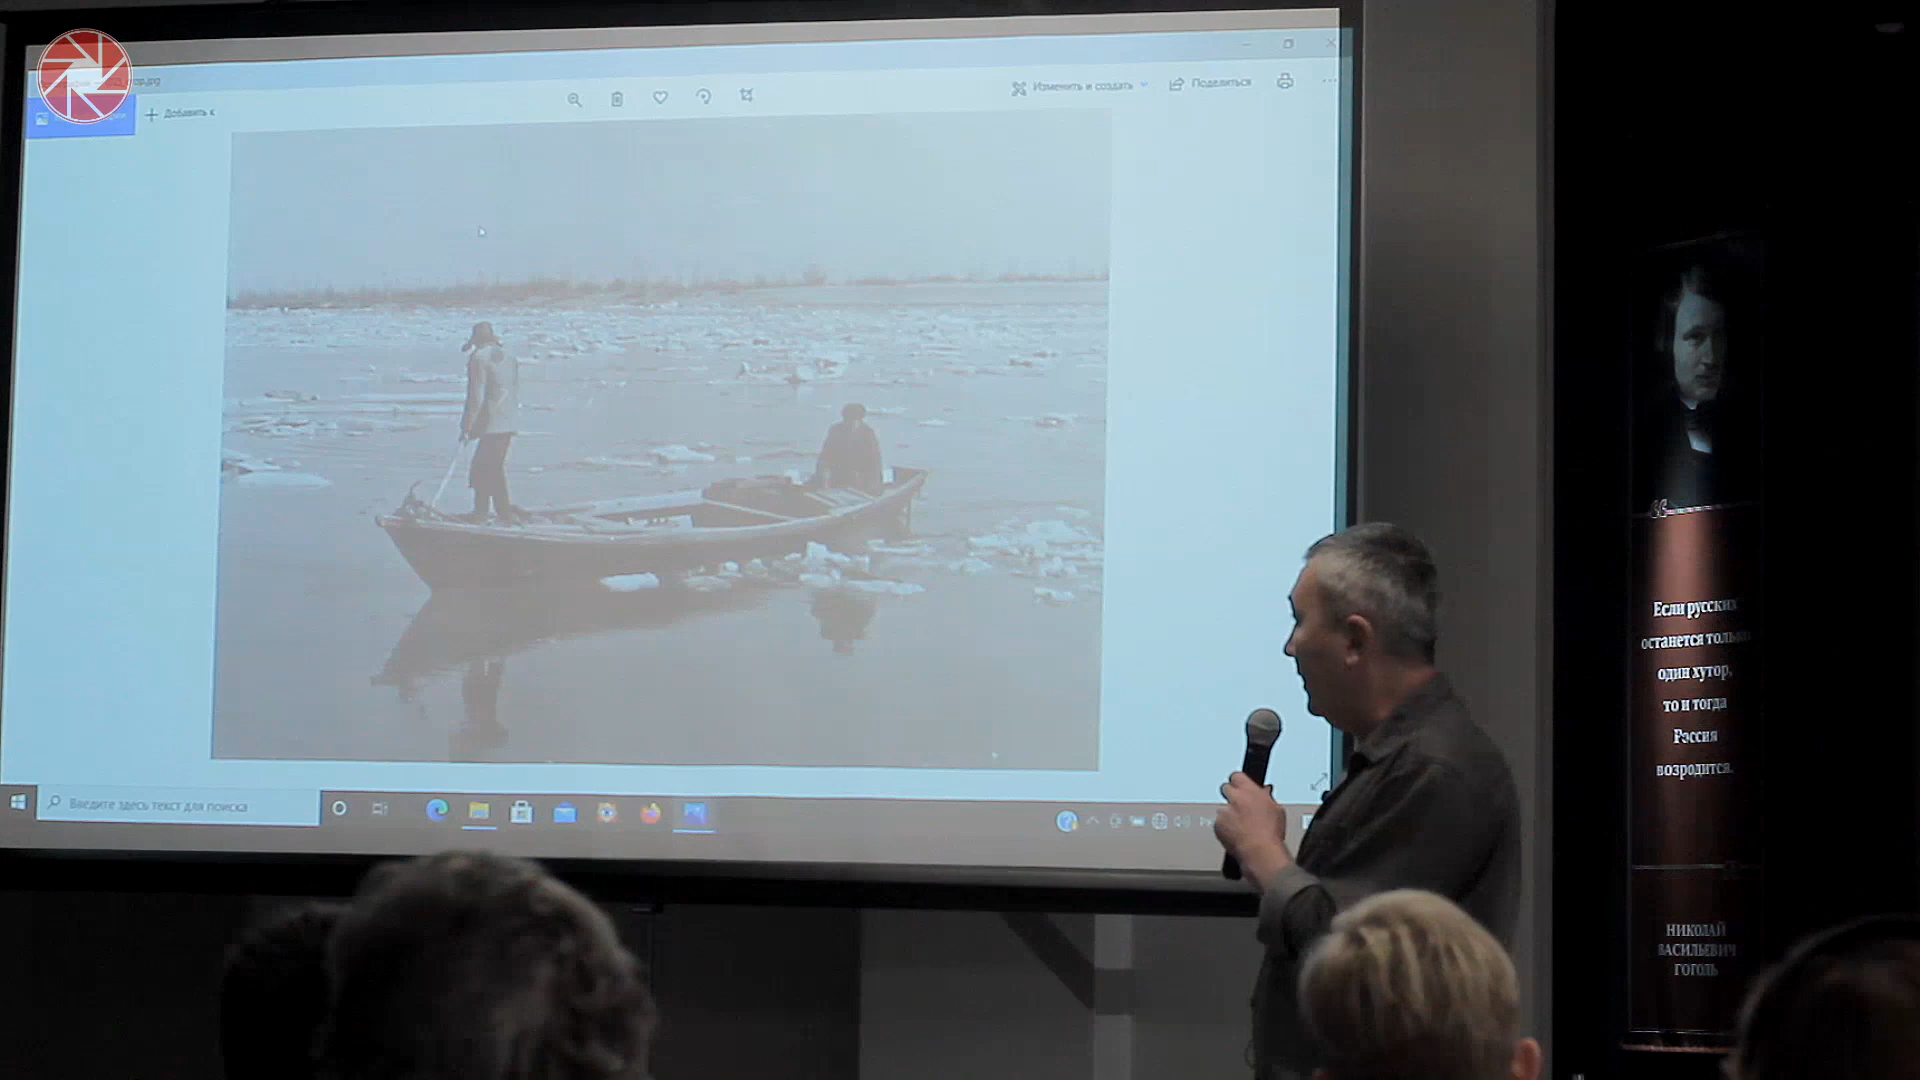 Добавить к
Изменить и создать
Поделиться
Введите здесь текст для поиска
Если русских
останется только
один хутор,
то и тогда
Россия
возродится.
НИКОЛАЙ
ВАСИЛЬЕВИЧ
ГОГОЛЬ